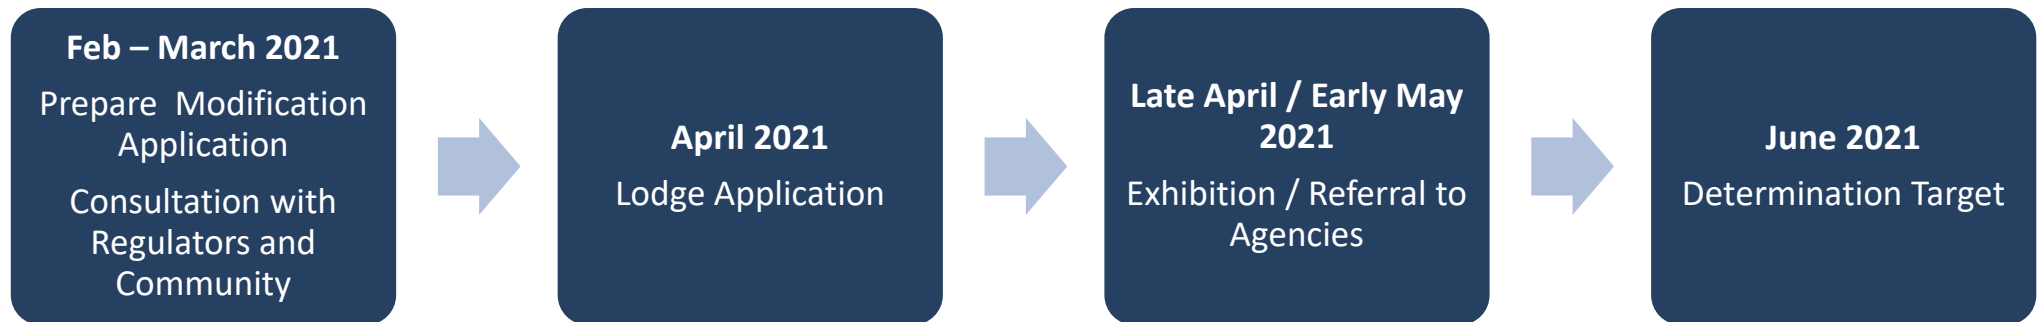 Feb – March 2021
Prepare Modification
Application
Consultation with
Regulators and
Community
April 2021
Lodge Application
Late April / Early May
2021
Exhibition / Referral to
Agencies
June 2021
Determination Target